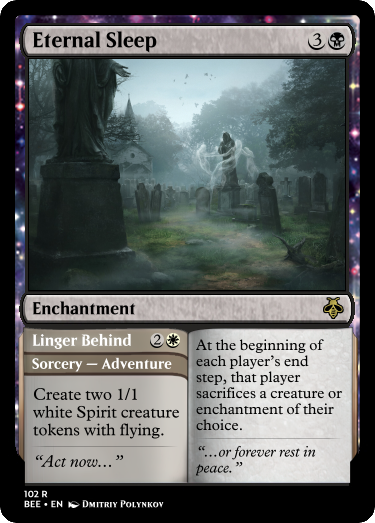 Eternal Sleep 3
Enchantment
Linger Behind 2
Sorcery — Adventure
Create two 1/1
white Spirit creature
tokens with flying.
“Act now…”
At the beginning of
each player's end
step, that player
sacrifices a creature or
enchantment of their
choice.
“…or forever rest in
peace.”
102 R
BEE • EN Dmitriy Polynkov